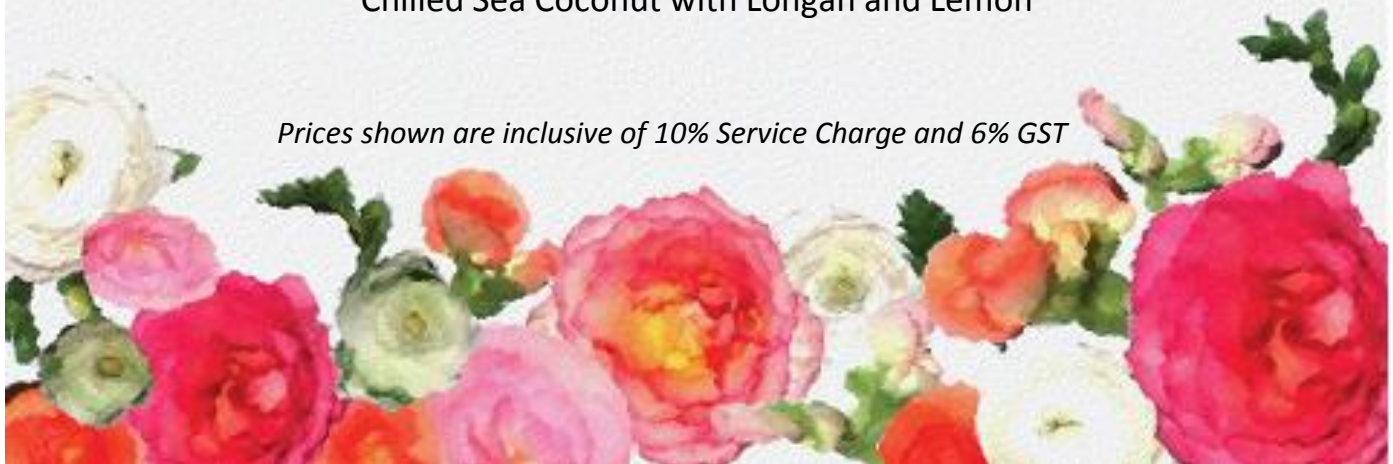 Chilled Sea Coconut with Longan and Lemon
Prices shown are inclusive of 10% Service Charge and 6% GST